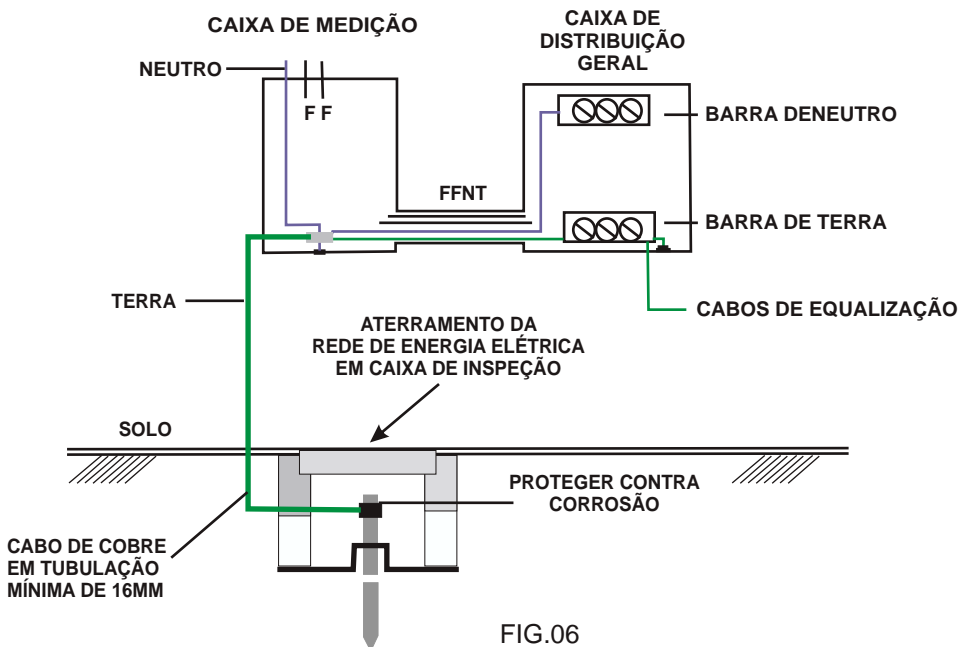 CAIXA DE MEDIÇÃO
CAIXA DE
DISTRIBUIÇÃO
GERAL
NEUTRO
F F
BARRA DENEUTRO
FFNT
BARRA DE TERRA
TERRA
CABOS DE EQUALIZAÇÃO
ATERRAMENTO DA
REDE DE ENERGIA ELÉTRICA
EM CAIXA DE INSPEÇÃO
SOLO
PROTEGER CONTRA
CORROSÃO
CABO DE COBRE
EM TUBULAÇÃO
MÍNIMA DE 16MM
FIG.06